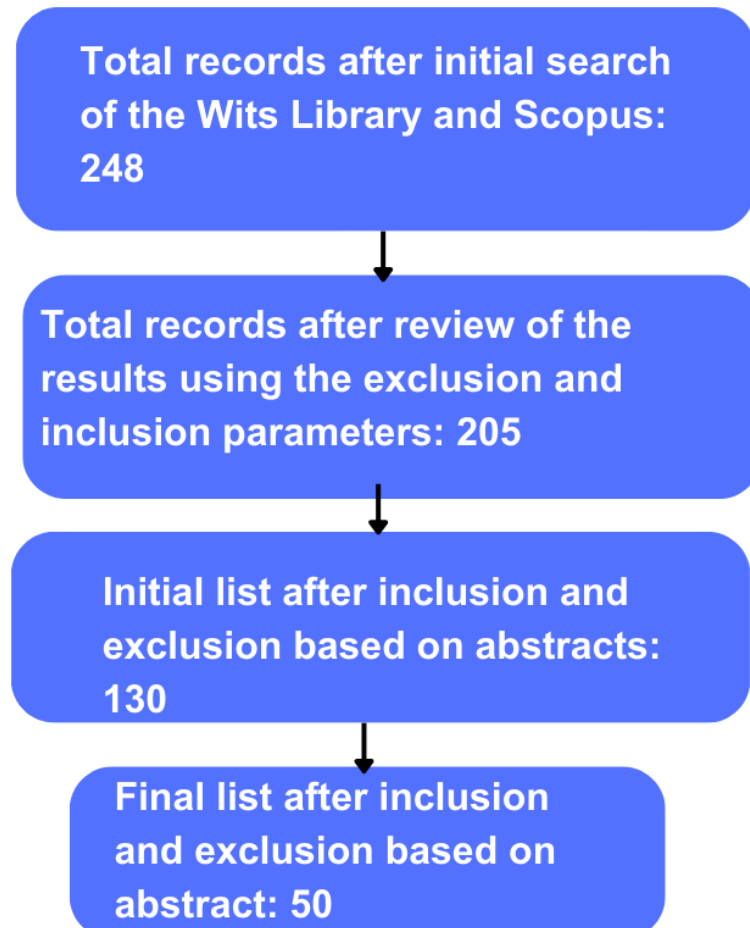 Total records after initial search
of the Wits Library and Scopus:
248
Total records after review of the
results using the exclusion and
inclusion parameters: 205
Initial list after inclusion and
exclusion based on abstracts:
130
Final list after inclusion
and exclusion based on
abstract: 50